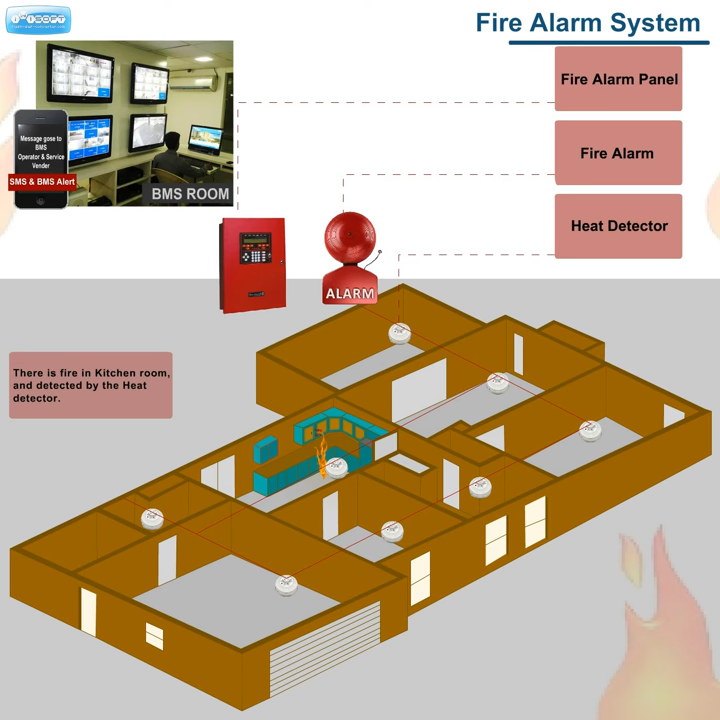 Fire Alarm System
Fire Alarm Panel
Message gose to
BMS
Operator & Service
Vender
SMS & BMS Alert
BMS ROOM
Fire Alarm
Heat Detector
ALARM
There is fire in Kitchen room,
and detected by the Heat
detector.